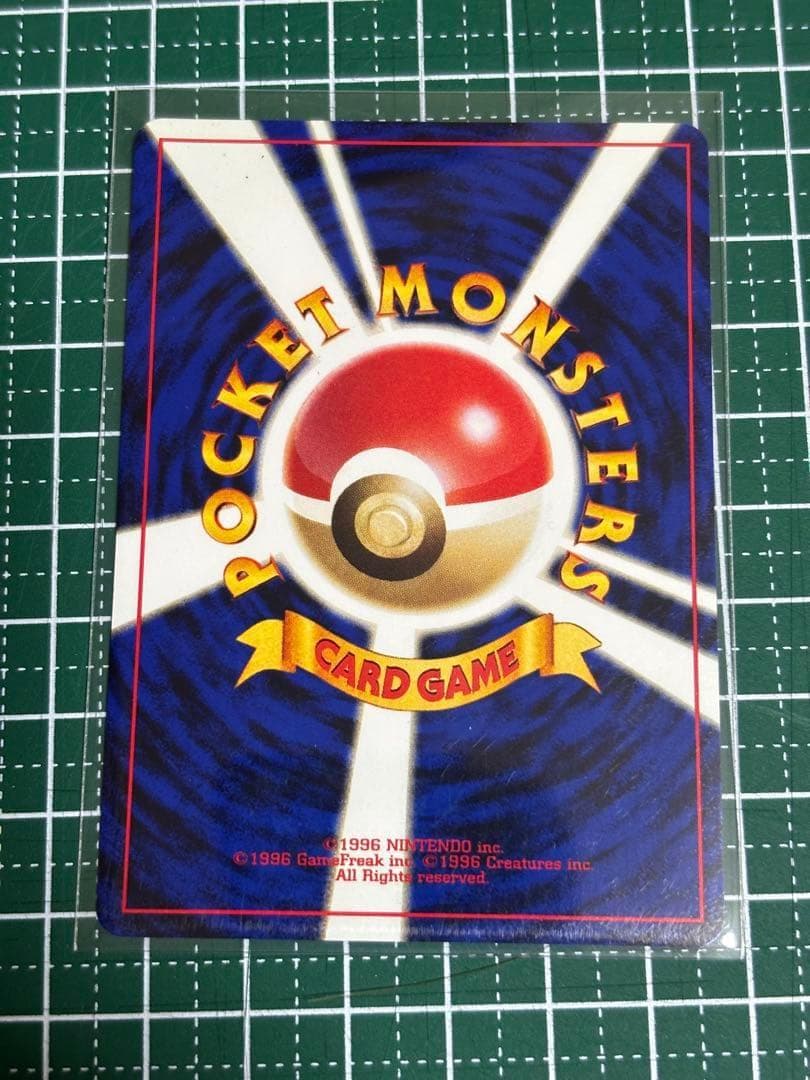 POCKET MONSTERS
CARD GAME
©1996 NINTENDO inc.
©1996 GameFreak inc. ©1996 Creatures inc.
All Rights reserved.